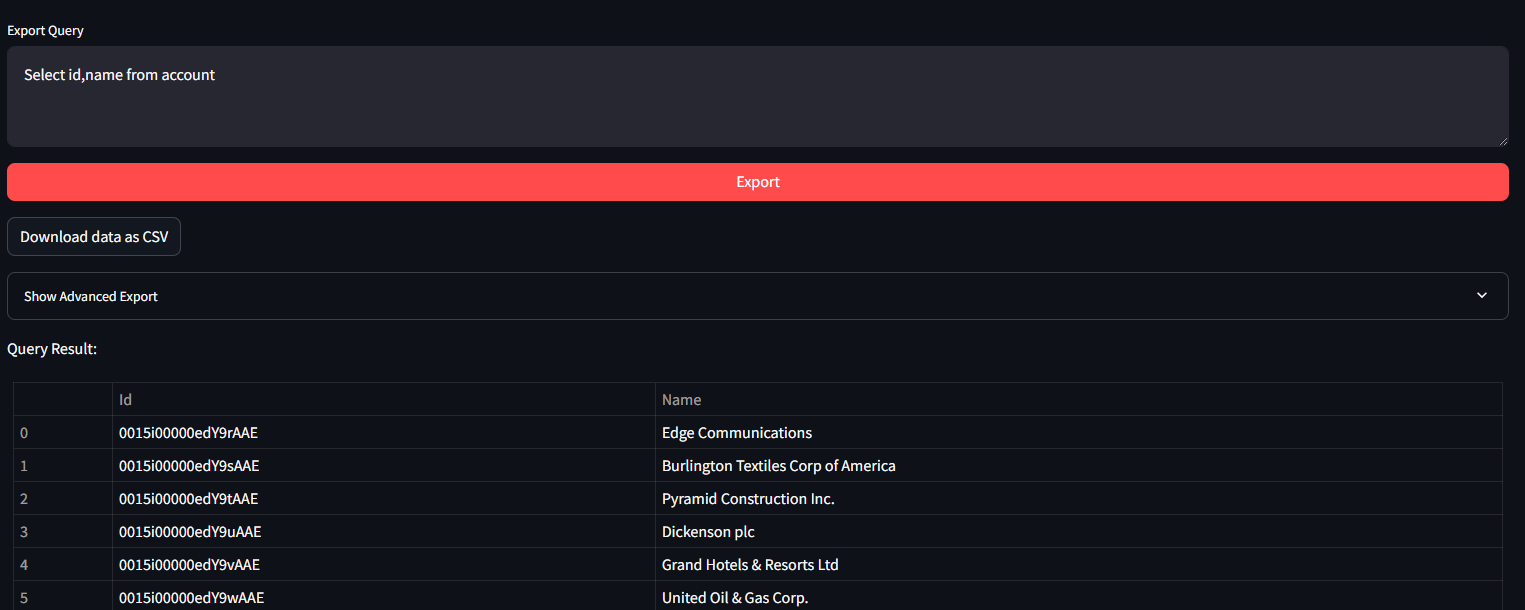 Export Query
Select id,name from account
Export
Download data as CSV
Show Advanced Export
Query Result:
Id Name
0 0015i00000edY9rAAE Edge Communications
1 0015i00000edY9sAAE Burlington Textiles Corp of America
2 0015i00000edY9tAAE Pyramid Construction Inc.
3 0015i00000edY9uAAE Dickenson plc
4 0015i00000edY9vAAE Grand Hotels & Resorts Ltd
5 0015i00000edY9wAAE United Oil & Gas Corp.